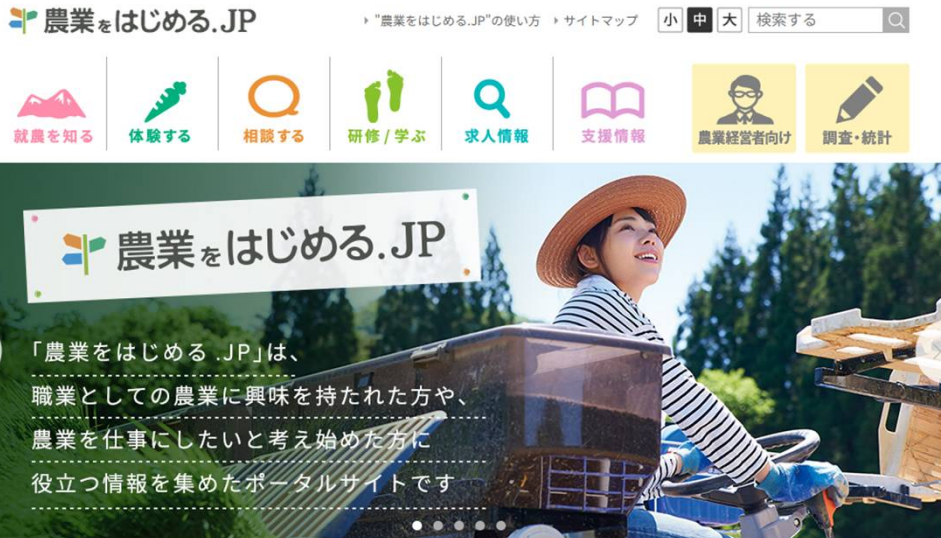 農業をはじめる.JP
"農業をはじめる.JP"の使い方 サイトマップ 小 中 大 検索する
就農を知る 体験する 相談する 研修/学ぶ 求人情報 支援情報 農業経営者向け 調査・統計
農業をはじめる.JP
「農業をはじめる .JP」は、
職業としての農業に興味を持たれた方や、
農業を仕事にしたいと考え始めた方に
役立つ情報を集めたポータルサイトです